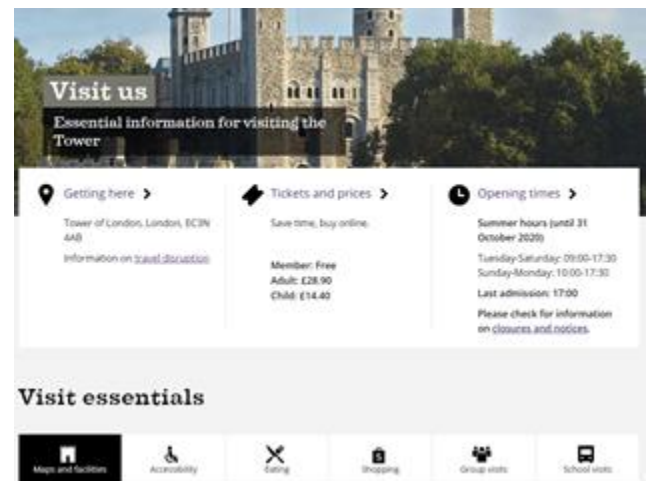 Visit us
Essential information for visiting the
Tower
Getting here
Tower of London, London, EC3N
4AB
Information on travel disruption
Tickets and prices
Save time, buy online.
Member: Free
Adult: £28.90
Child: £14.40
Opening times
Summer hours (until 31
October 2020)
Tuesday-Saturday: 09:00-17:30
Sunday-Monday: 10:00-17:30
Last admission: 17:00
Please check for information
on closures and notices.
Visit essentials
Maps and facilities
Accessibility
Eating
Shopping
Group visits
School visits